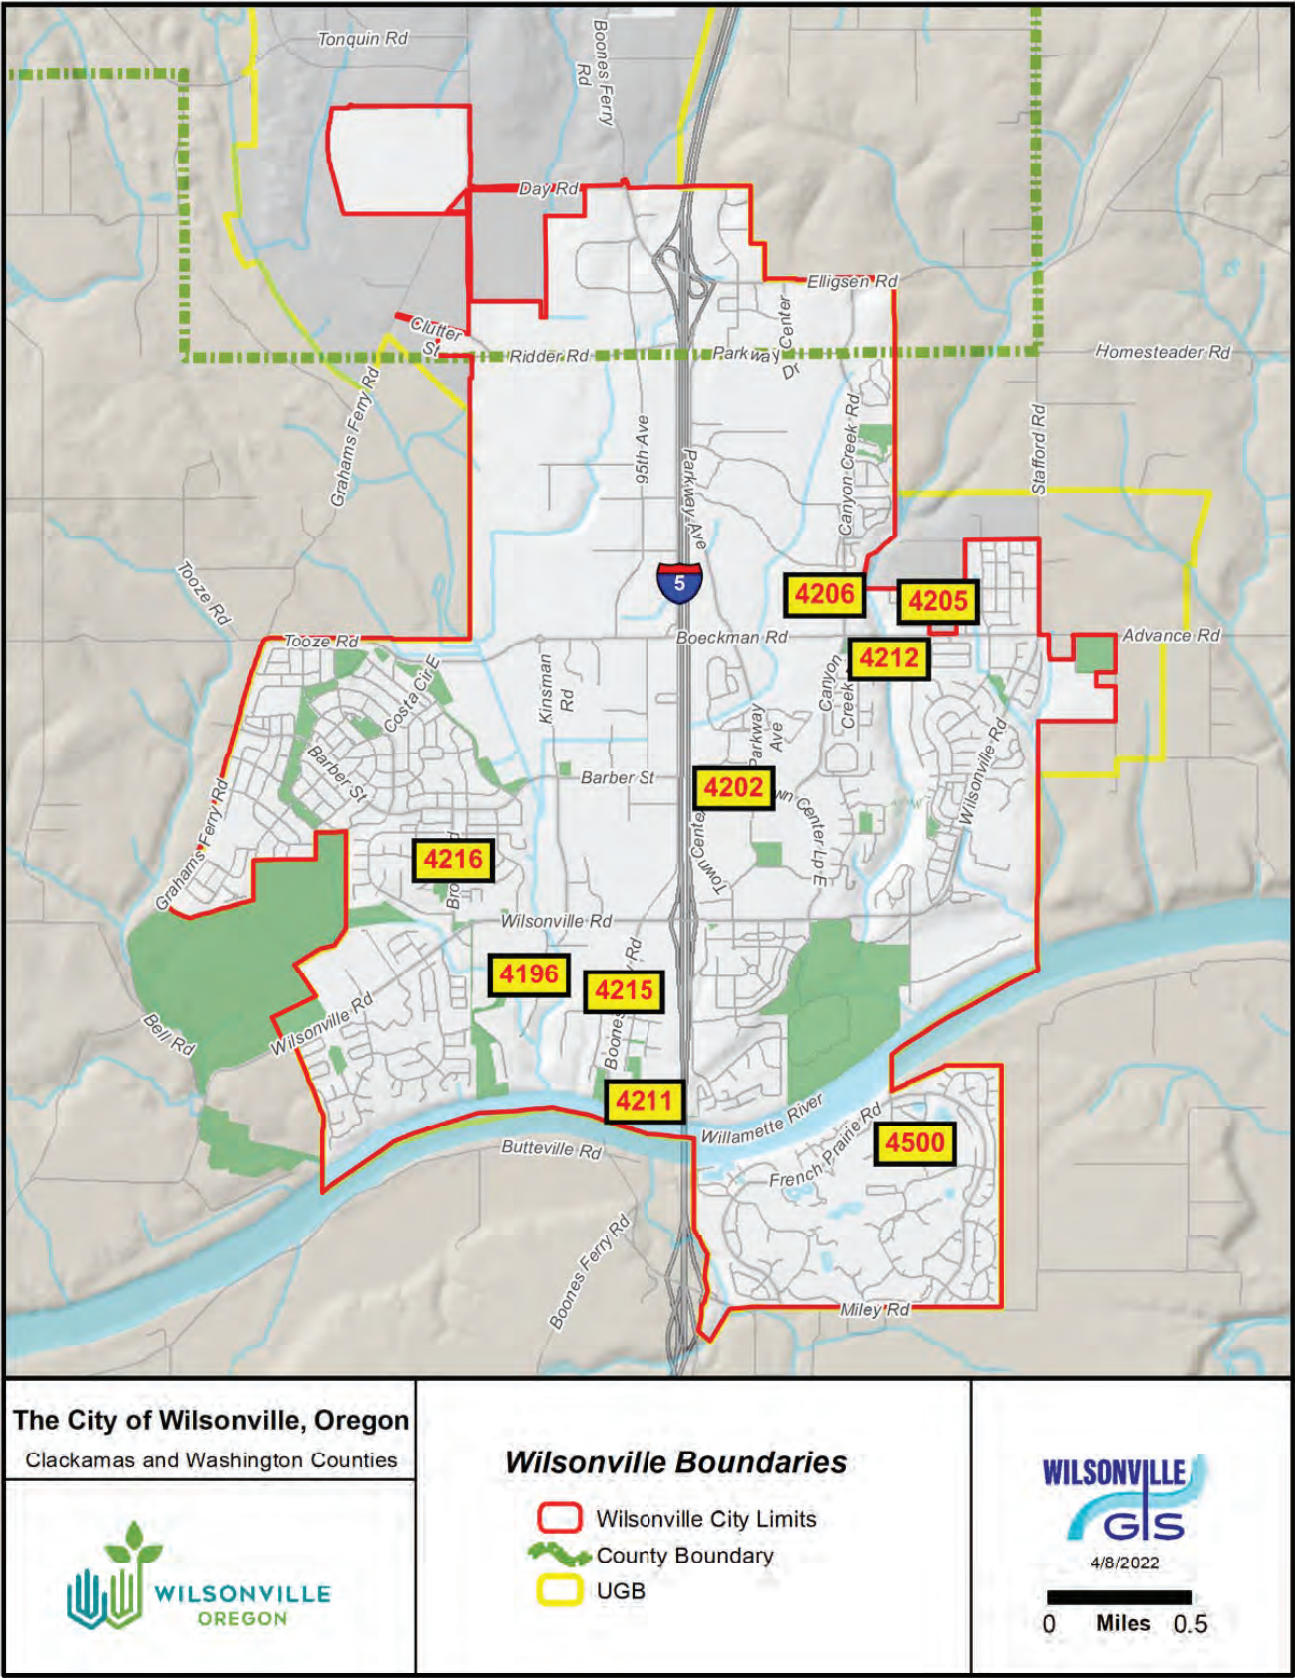 Tonquin Rd
Boones Ferry
Rd
Day Rd
Elligsen Rd
Clutter
St
Ridder Rd
Parkway
Center
Dr
Homesteader Rd
Grahams Ferry Rd
95th Ave
Parkway Ave
Canyon Creek Rd
Stafford Rd
Tooze Rd
5
4206
4205
Tooze Rd
Boeckman Rd
Advance Rd
4212
Costa Cir E
Kinsman
Rd
Canyon
Creek
Parkway
Ave
Wilsonville Rd
Barber St
Barber St
4202
Town Center
wn Center Lp E
Grahams Ferry Rd
4216
Bro
d
Wilsonville Rd
4196
4215
Boones
y Rd
Bell Rd
Wilsonville Rd
4211
Willamette River
Butteville Rd
French Prairie Rd
4500
Boones Ferry Rd
Miley Rd
The City of Wilsonville, Oregon
Clackamas and Washington Counties
WILSONVILLE
OREGON
Wilsonville Boundaries
Wilsonville City Limits
County Boundary
UGB
WILSONVILLE
GIS
4/8/2022
0 Miles 0.5